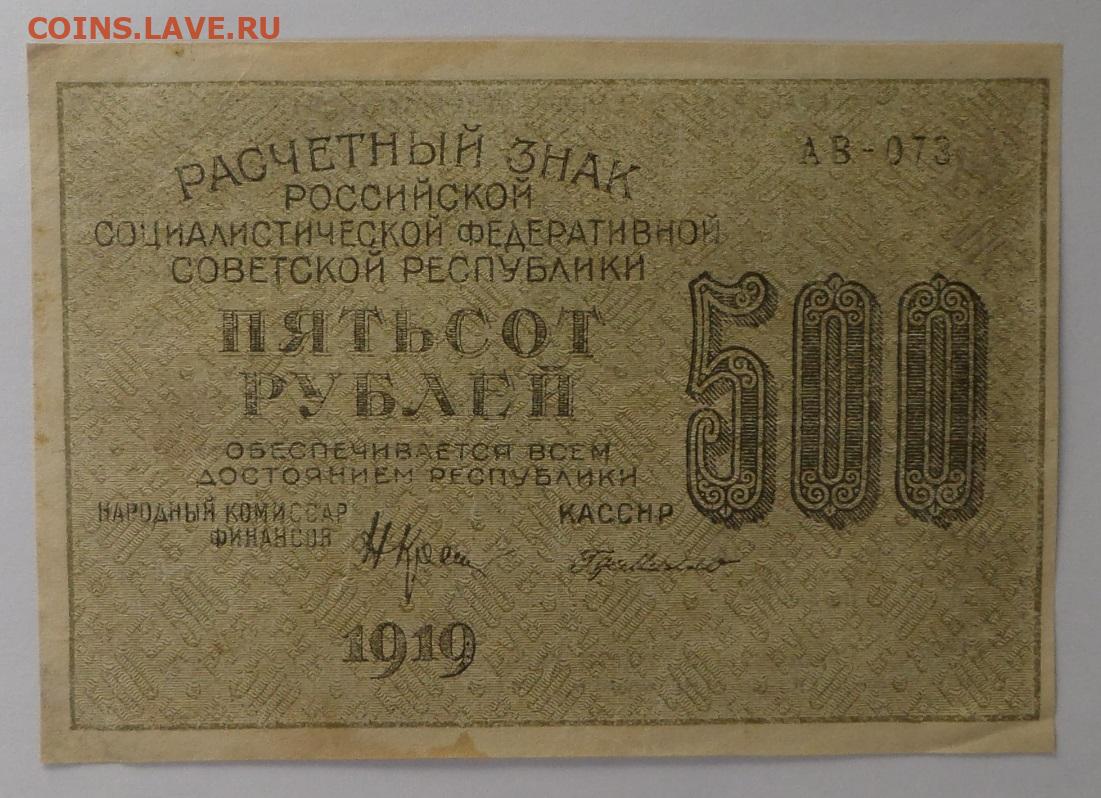 COINS.LAVE.RU
АВ-073
РАСЧЕТНЫЙ ЗНАК
РОССИЙСКОЙ
СОЦИАЛИСТИЧЕСКОЙ ФЕДЕРАТИВНОЙ
СОВЕТСКОЙ РЕСПУБЛИКИ
500
ПЯТЬСОТ
РУБЛЕЙ
ОБЕСПЕЧИВАЕТСЯ ВСЕМ
ДОСТОЯНИЕМ РЕСПУБЛИКИ
НАРОДНЫЙ КОМИССАР
ФИНАНСОВ
КАССИР
1919